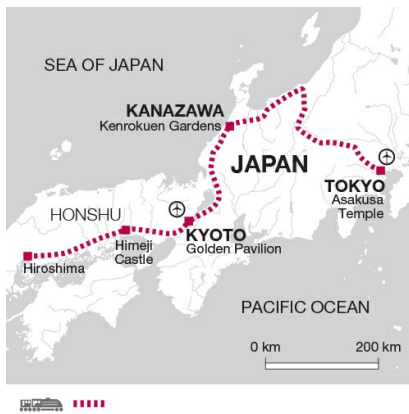 SEA OF JAPAN
KANAZAWA
Kenrokuen Gardens
JAPAN
TOKYO
Asakusa
Temple
HONSHU
KYOTO
Golden Pavilion
Himeji
Castle
Hiroshima
PACIFIC OCEAN
0 km 200 km